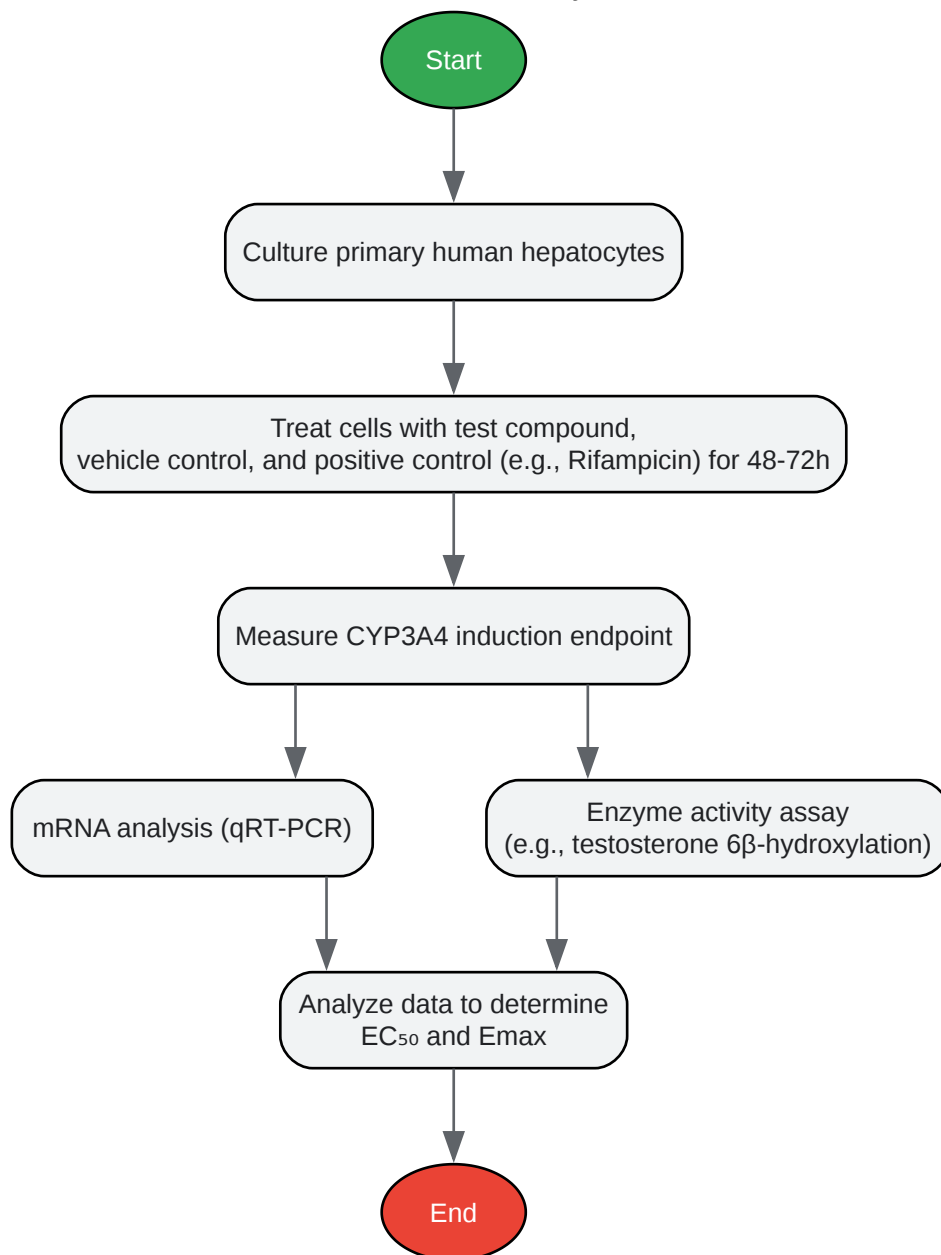 Start
Culture primary human hepatocytes
Treat cells with test compound,
vehicle control, and positive control (e.g., Rifampicin) for 48-72h
Measure CYP3A4 induction endpoint
mRNA analysis (qRT-PCR)
Enzyme activity assay
(e.g., testosterone 6β-hydroxylation)
Analyze data to determine
EC₅₀ and Emax
End